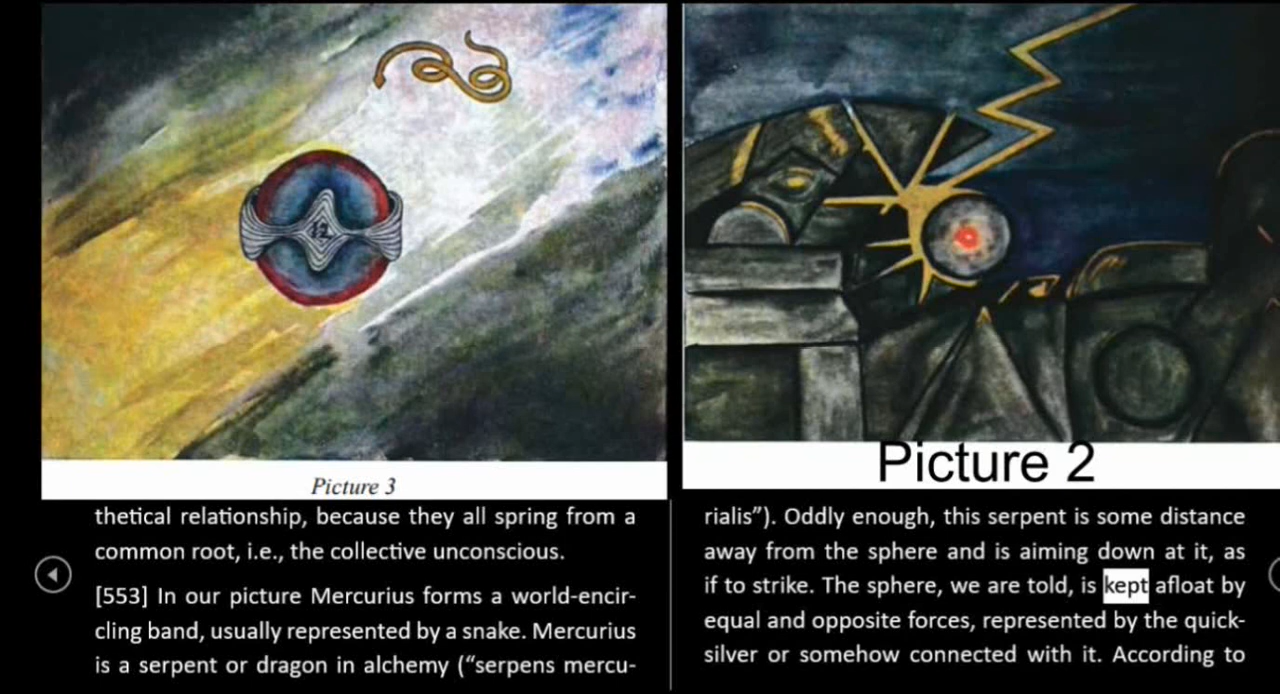 12
Picture 3
Picture 2
thetical relationship, because they all spring from a
common root, i.e., the collective unconscious.
[553] In our picture Mercurius forms a world-encir-
cling band, usually represented by a snake. Mercurius
is a serpent or dragon in alchemy (“serpens mercu-
rialis”). Oddly enough, this serpent is some distance
away from the sphere and is aiming down at it, as
if to strike. The sphere, we are told, is kept afloat by
equal and opposite forces, represented by the quick-
silver or somehow connected with it. According to